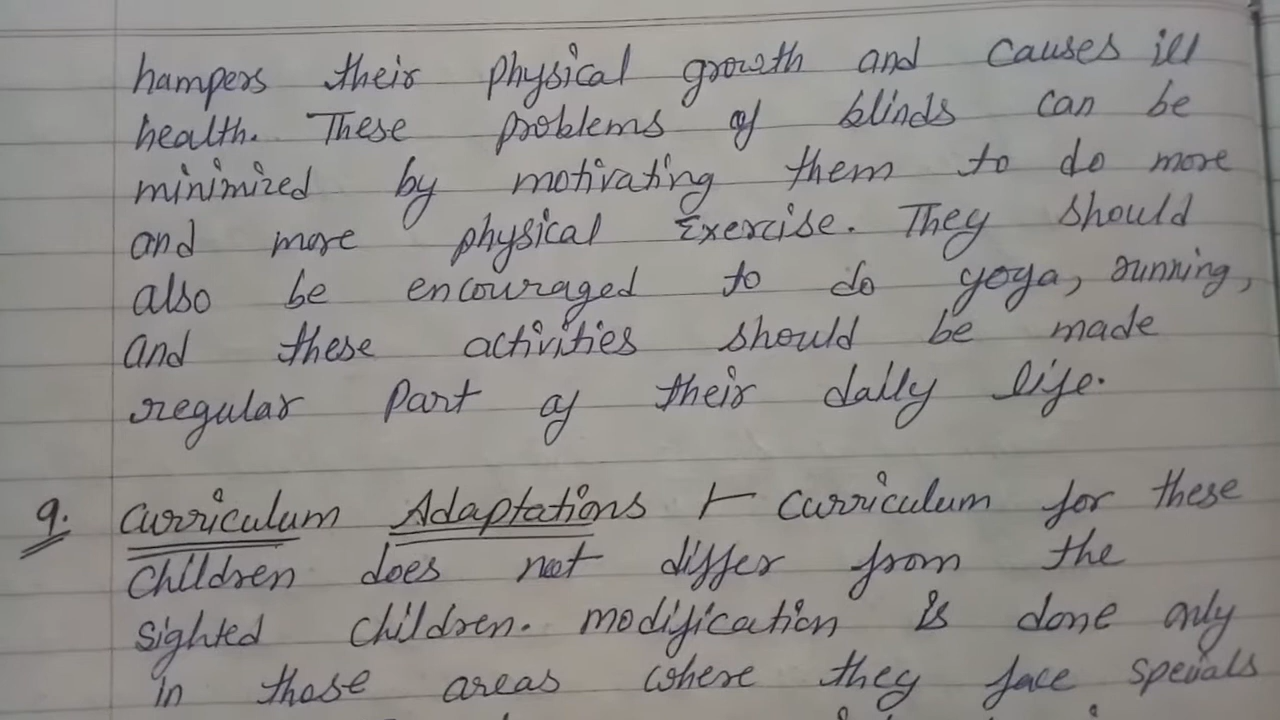 hampers their physical growth and causes ill
health. These problems of blinds can be
minimized by motivating them to do more
and more physical Exercise. They should
also be encouraged to do yoga, running,
and these activities should be made
regular Part of their dally life.
9. Curriculum Adaptations :- Curriculum for these
Children does not differ from the
sighted children. modification is done only
in those areas where they face specials